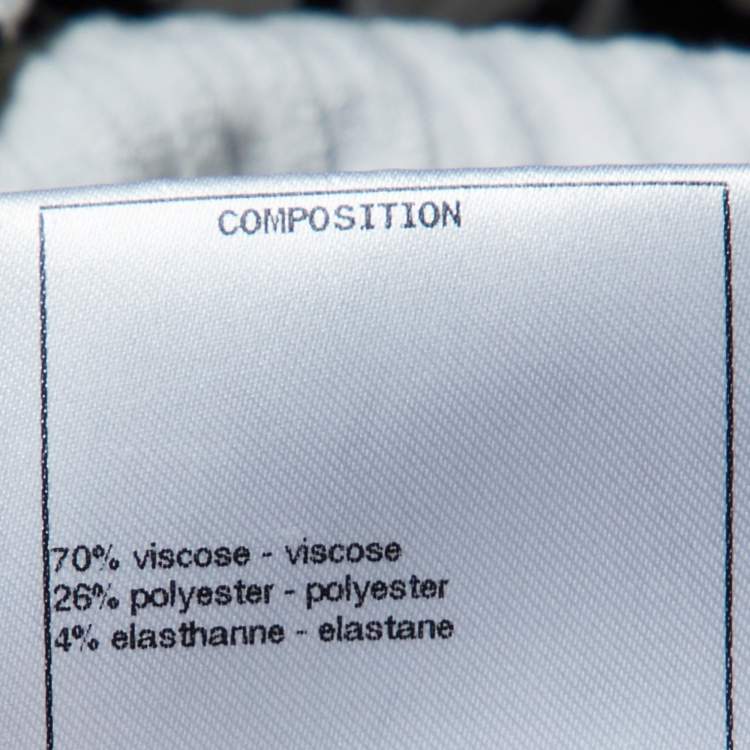 COMPOSITION
70% viscose - viscose
26% polyester - polyester
4% elasthanne - elastane